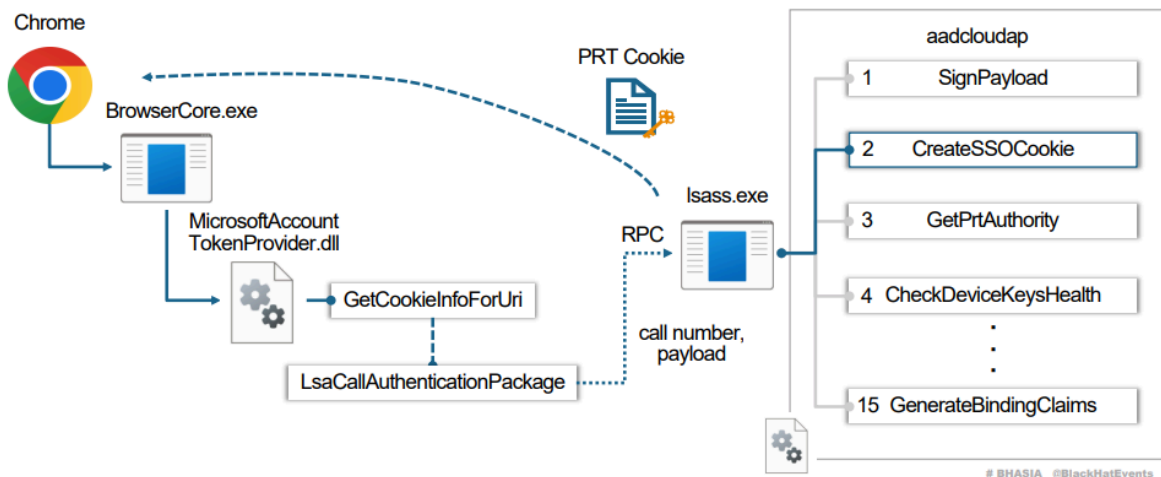 Chrome
BrowserCore.exe
MicrosoftAccount
TokenProvider.dll
GetCookieInfoForUri
LsaCallAuthenticationPackage
PRT Cookie
RPC
lsass.exe
call number,
payload
aadcloudap
1 SignPayload
2 CreateSSOCookie
3 GetPrtAuthority
4 CheckDeviceKeysHealth
15 GenerateBindingClaims
# BHASIA @BlackHatEvents